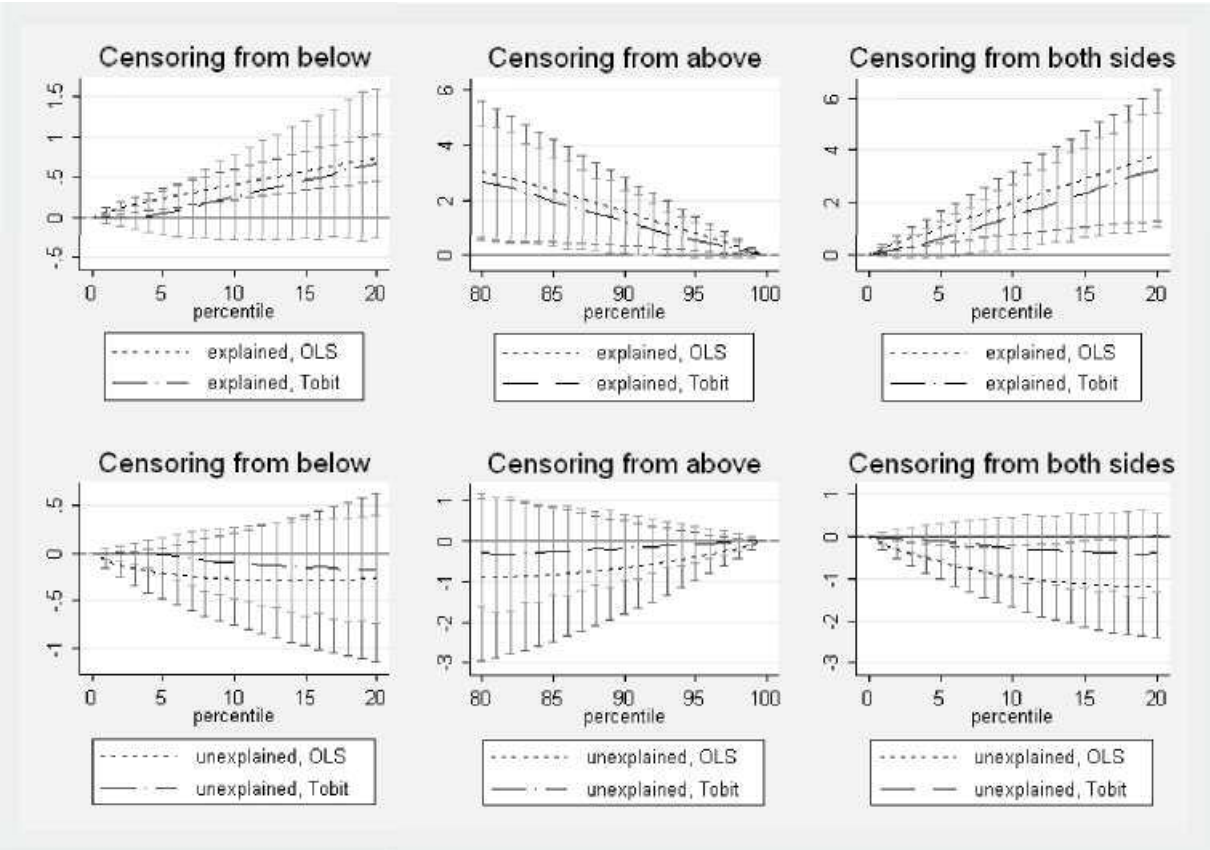 Censoring from below
1.5
1
.5
0
-.5
0 5 10 15 20
percentile
explained, OLS
explained, Tobit
Censoring from above
6
4
2
0
80 85 90 95 100
percentile
explained, OLS
explained, Tobit
Censoring from both sides
6
4
2
0
0 5 10 15 20
percentile
explained, OLS
explained, Tobit
Censoring from below
.5
0
-.5
-1
0 5 10 15 20
percentile
unexplained, OLS
unexplained, Tobit
Censoring from above
1
0
-1
-2
-3
80 85 90 95 100
percentile
unexplained, OLS
unexplained, Tobit
Censoring from both sides
1
0
-1
-2
-3
0 5 10 15 20
percentile
unexplained, OLS
unexplained, Tobit